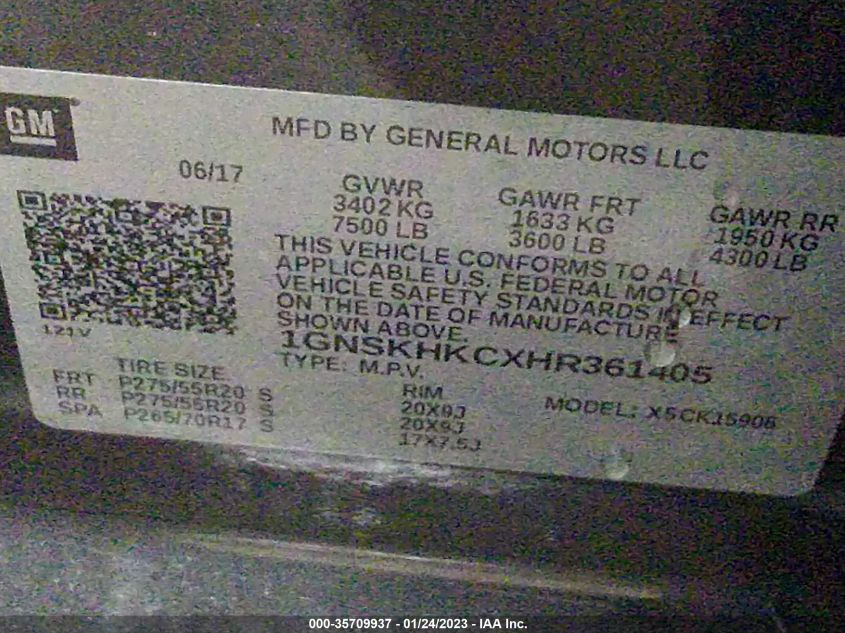 GM
MFD BY GENERAL MOTORS LLC
06/17
GVWR GAWR FRT GAWR RR
3402 KG 1633 KG 1950 KG
7500 LB 3600 LB 4300 LB
THIS VEHICLE CONFORMS TO ALL
APPLICABLE U.S. FEDERAL MOTOR
VEHICLE SAFETY STANDARDS IN EFFECT
ON THE DATE OF MANUFACTURE
SHOWN ABOVE.
121V
1GNSKHKCXHR361405
TYPE: M.P.V. MODEL: X5CK15906
TIRE SIZE RIM
FRT P275/55R20 S 20X9J
RR P275/55R20 S 20X9J
SPA P265/70R17 S 17X7.5J
000-35709937 - 01/24/2023 - IAA Inc.